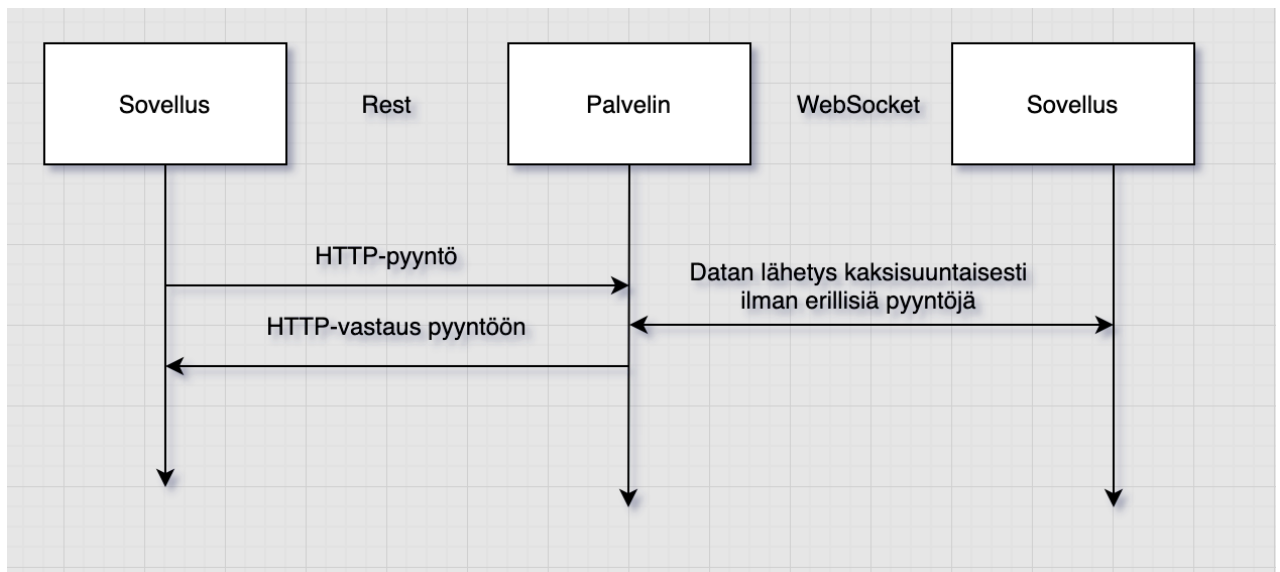 Sovellus
Rest
Palvelin
WebSocket
Sovellus
HTTP-pyyntö
Datan lähetys kaksisuuntaisesti
ilman erillisiä pyyntöjä
HTTP-vastaus pyyntöön